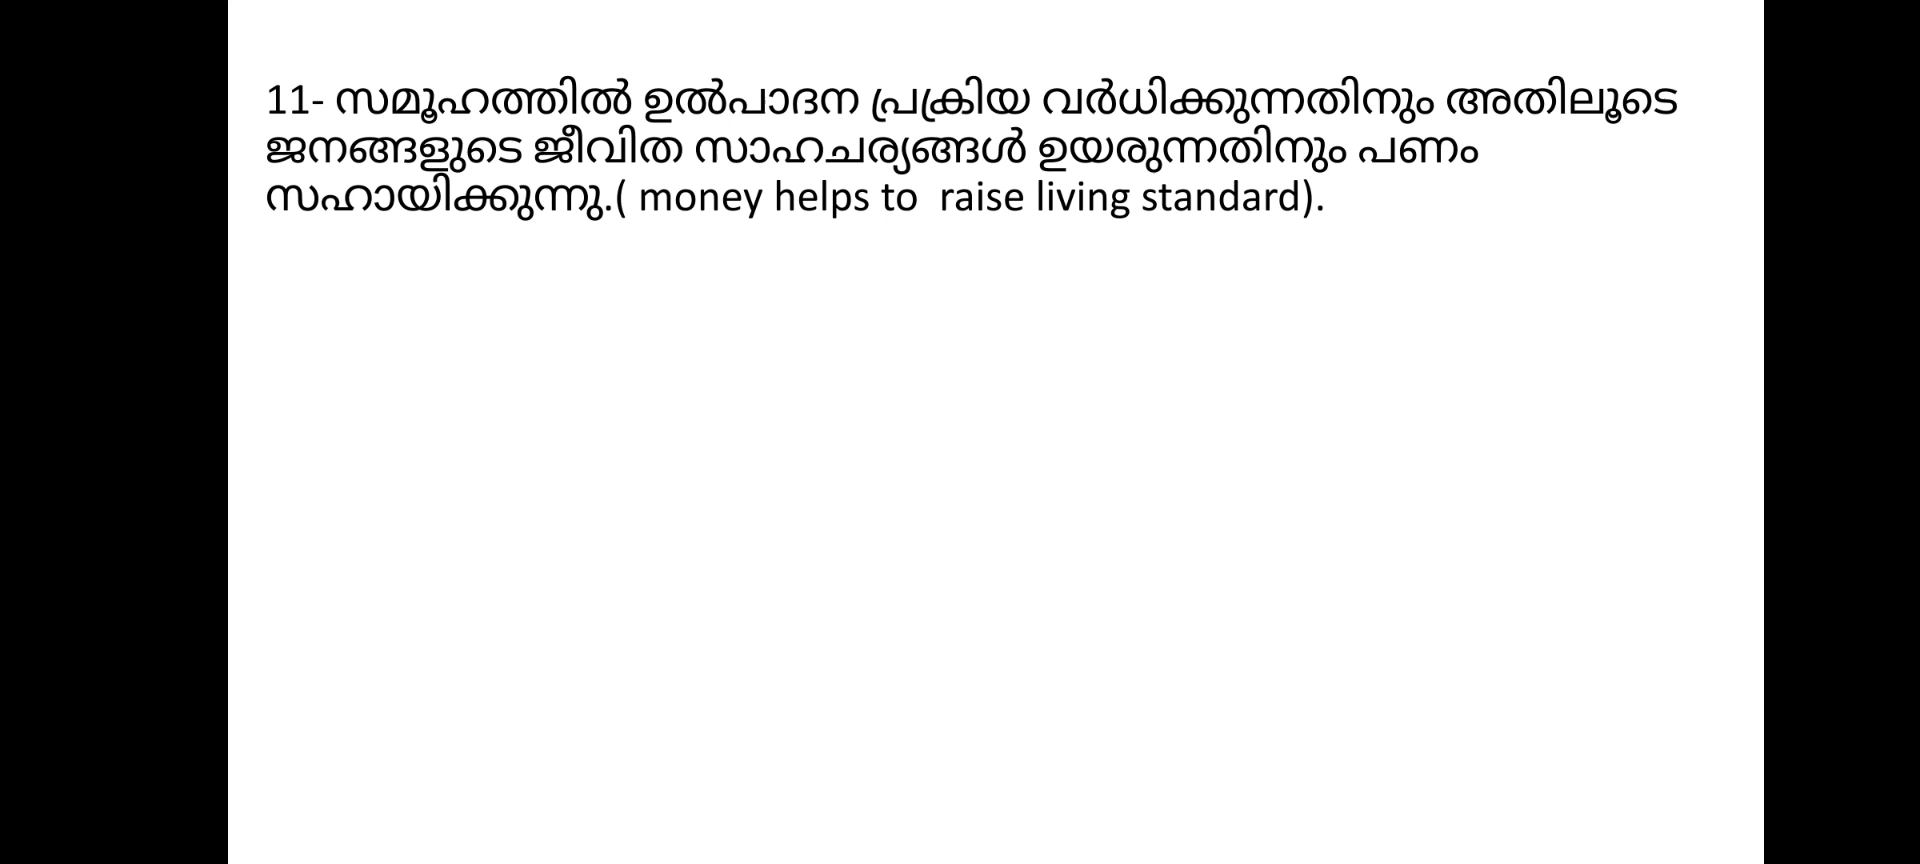 11- സമൂഹത്തിൽ ഉൽപാദന പ്രക്രിയ വർധിക്കുന്നതിനും അതിലൂടെ
ജനങ്ങളുടെ ജീവിത സാഹചര്യങ്ങൾ ഉയരുന്നതിനും പണം
സഹായിക്കുന്നു.( money helps to  raise living standard).